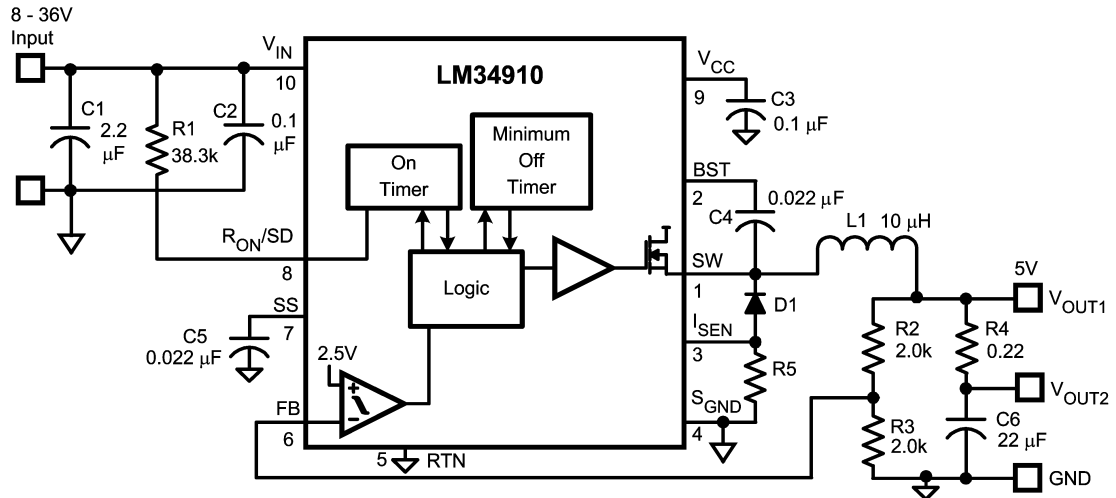 8 - 36V
Input
V_IN
10
C1
2.2
μF
R1
38.3k
C2
0.1
μF
R_ON/SD
8
SS
7
C5
0.022 μF
FB
6
LM34910
On
Timer
Minimum
Off
Timer
Logic
2.5V
+
-
5
RTN
V_CC
9
C3
0.1 μF
BST
2
C4
0.022 μF
L1 10 μH
SW
1
D1
I_SEN
3
R5
S_GND
4
5V
V_OUT1
R2
2.0k
R4
0.22
V_OUT2
R3
2.0k
C6
22 μF
GND